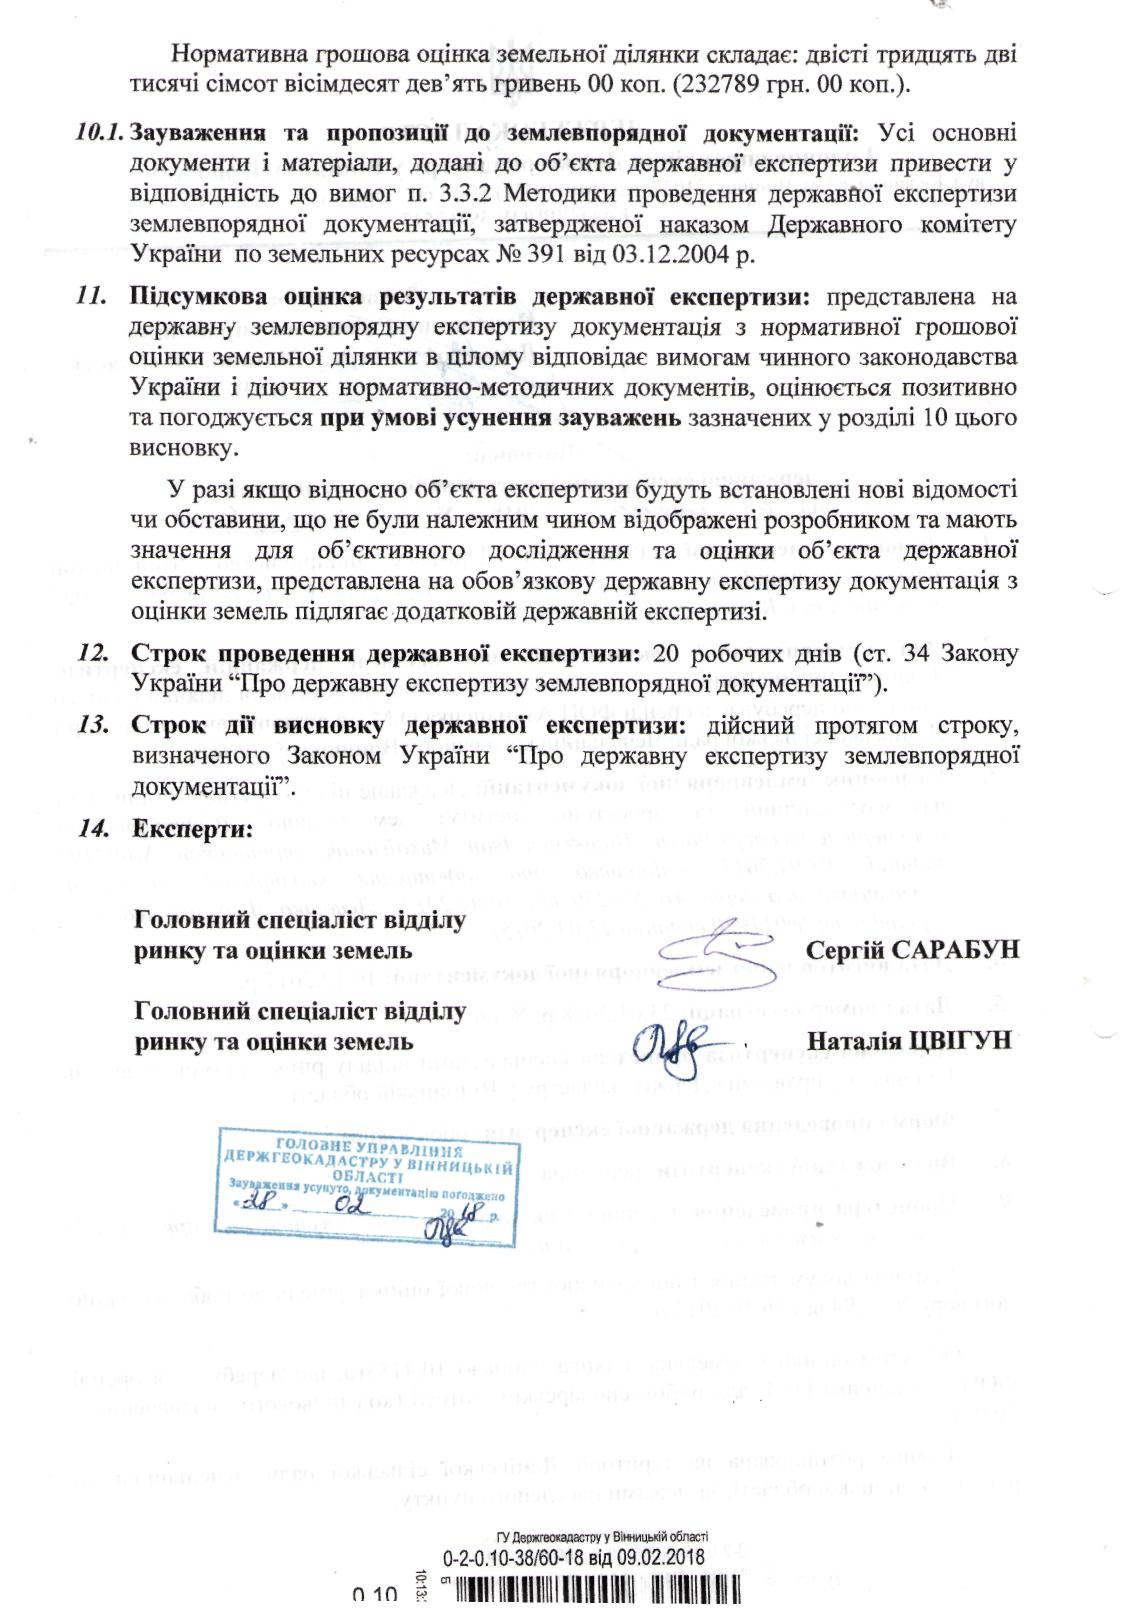 Нормативна грошова оцінка земельної ділянки складає: двісті тридцять дві
тисячі сімсот вісімдесят дев’ять гривень 00 коп. (232789 грн. 00 коп.).
10.1. Зауваження та пропозиції до землевпорядної документації: Усі основні
документи і матеріали, додані до об’єкта державної експертизи привести у
відповідність до вимог п. 3.3.2 Методики проведення державної експертизи
землевпорядної документації, затвердженої наказом Державного комітету
України по земельних ресурсах № 391 від 03.12.2004 р.
11. Підсумкова оцінка результатів державної експертизи: представлена на
державну землевпорядну експертизу документація з нормативної грошової
оцінки земельної ділянки в цілому відповідає вимогам чинного законодавства
України і діючих нормативно-методичних документів, оцінюється позитивно
та погоджується при умові усунення зауважень зазначених у розділі 10 цього
висновку.
У разі якщо відносно об’єкта експертизи будуть встановлені нові відомості
чи обставини, що не були належним чином відображені розробником та мають
значення для об’єктивного дослідження та оцінки об’єкта державної
експертизи, представлена на обов’язкову державну експертизу документація з
оцінки земель підлягає додатковій державній експертизі.
12. Строк проведення державної експертизи: 20 робочих днів (ст. 34 Закону
України “Про державну експертизу землевпорядної документації”).
13. Строк дії висновку державної експертизи: дійсний протягом строку,
визначеного Законом України “Про державну експертизу землевпорядної
документації”.
14. Експерти:
Головний спеціаліст відділу
ринку та оцінки земель Сергій САРАБУН
Головний спеціаліст відділу
ринку та оцінки земель Наталія ЦВІГУН
ГОЛОВНЕ УПРАВЛІННЯ
ДЕРЖГЕОКАДАСТРУ У ВІННИЦЬКІЙ
ОБЛАСТІ
Зауваження усунуто, документацію погоджено
«28» 02 2018 р.
ГУ Держгеокадастру у Вінницькій області
0-2-0.10-38/60-18 від 09.02.2018
0.10